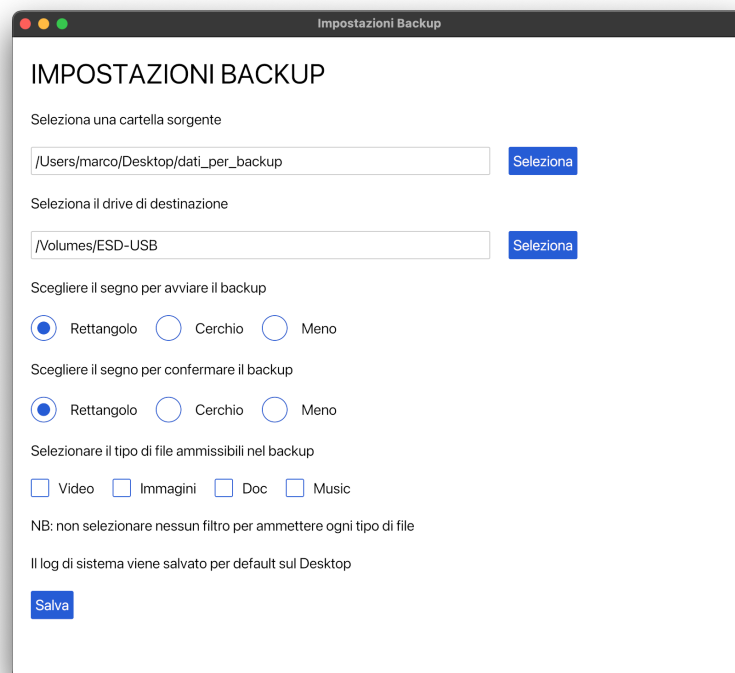 Impostazioni Backup
IMPOSTAZIONI BACKUP
Seleziona una cartella sorgente
/Users/marco/Desktop/dati_per_backup Seleziona
Seleziona il drive di destinazione
/Volumes/ESD-USB Seleziona
Scegliere il segno per avviare il backup
Rettangolo Cerchio Meno
Scegliere il segno per confermare il backup
Rettangolo Cerchio Meno
Selezionare il tipo di file ammissibili nel backup
Video Immagini Doc Music
NB: non selezionare nessun filtro per ammettere ogni tipo di file
Il log di sistema viene salvato per default sul Desktop
Salva